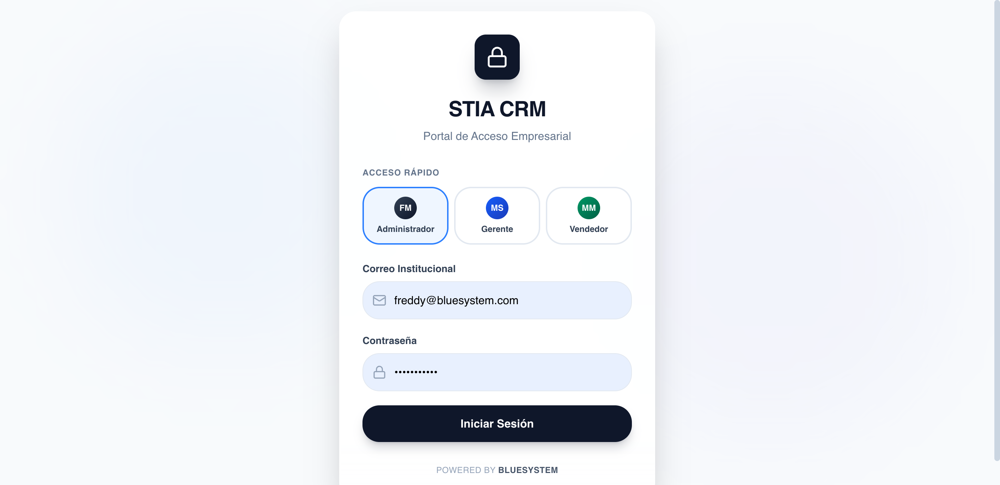 STIA CRM
Portal de Acceso Empresarial
ACCESO RÁPIDO
FM
Administrador
MS
Gerente
MM
Vendedor
Correo Institucional
freddy@bluesystem.com
Contraseña
•••••••••••
Iniciar Sesión
POWERED BY BLUESYSTEM